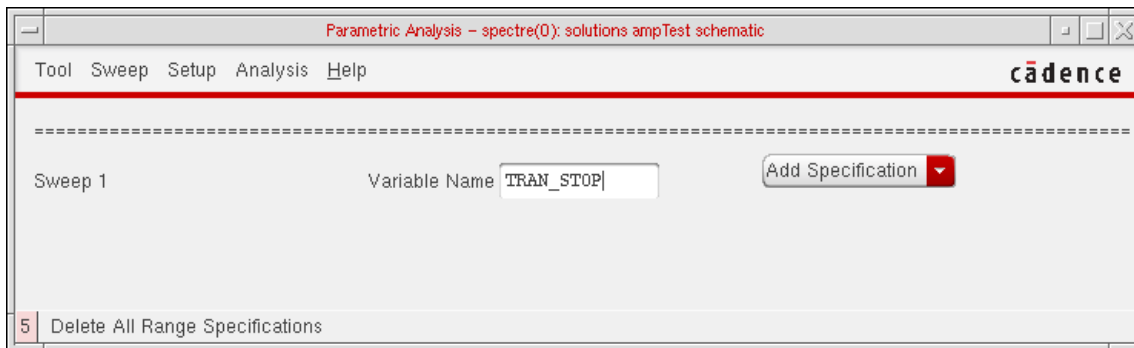 Parametric Analysis – spectre(0): solutions ampTest schematic
Tool Sweep Setup Analysis Help cādence
====================================================================================================
Sweep 1 Variable Name TRAN_STOP Add Specification
5 Delete All Range Specifications